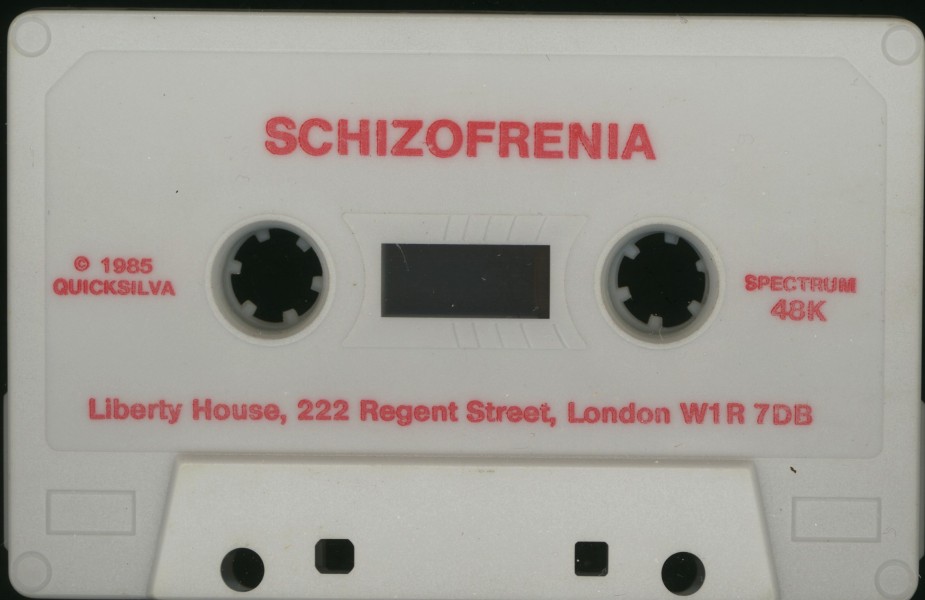 SCHIZOFRENIA
© 1985
QUICKSILVA
SPECTRUM
48K
Liberty House, 222 Regent Street, London W1R 7DB